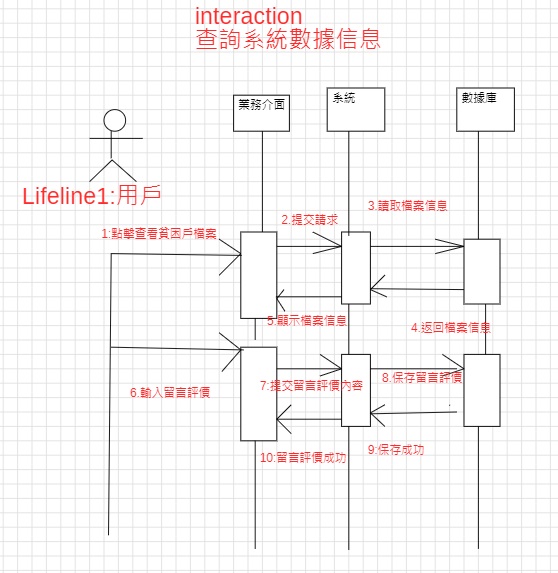 interaction
查詢系統數據信息
業務介面
系統
數據庫
Lifeline1:用戶
3.讀取檔案信息
2.提交請求
1:點擊查看貧困戶檔案
5:顯示檔案信息
4.返回檔案信息
8.保存留言評價
7:提交留言評價內容
6.輸入留言評價
9:保存成功
10:留言評價成功